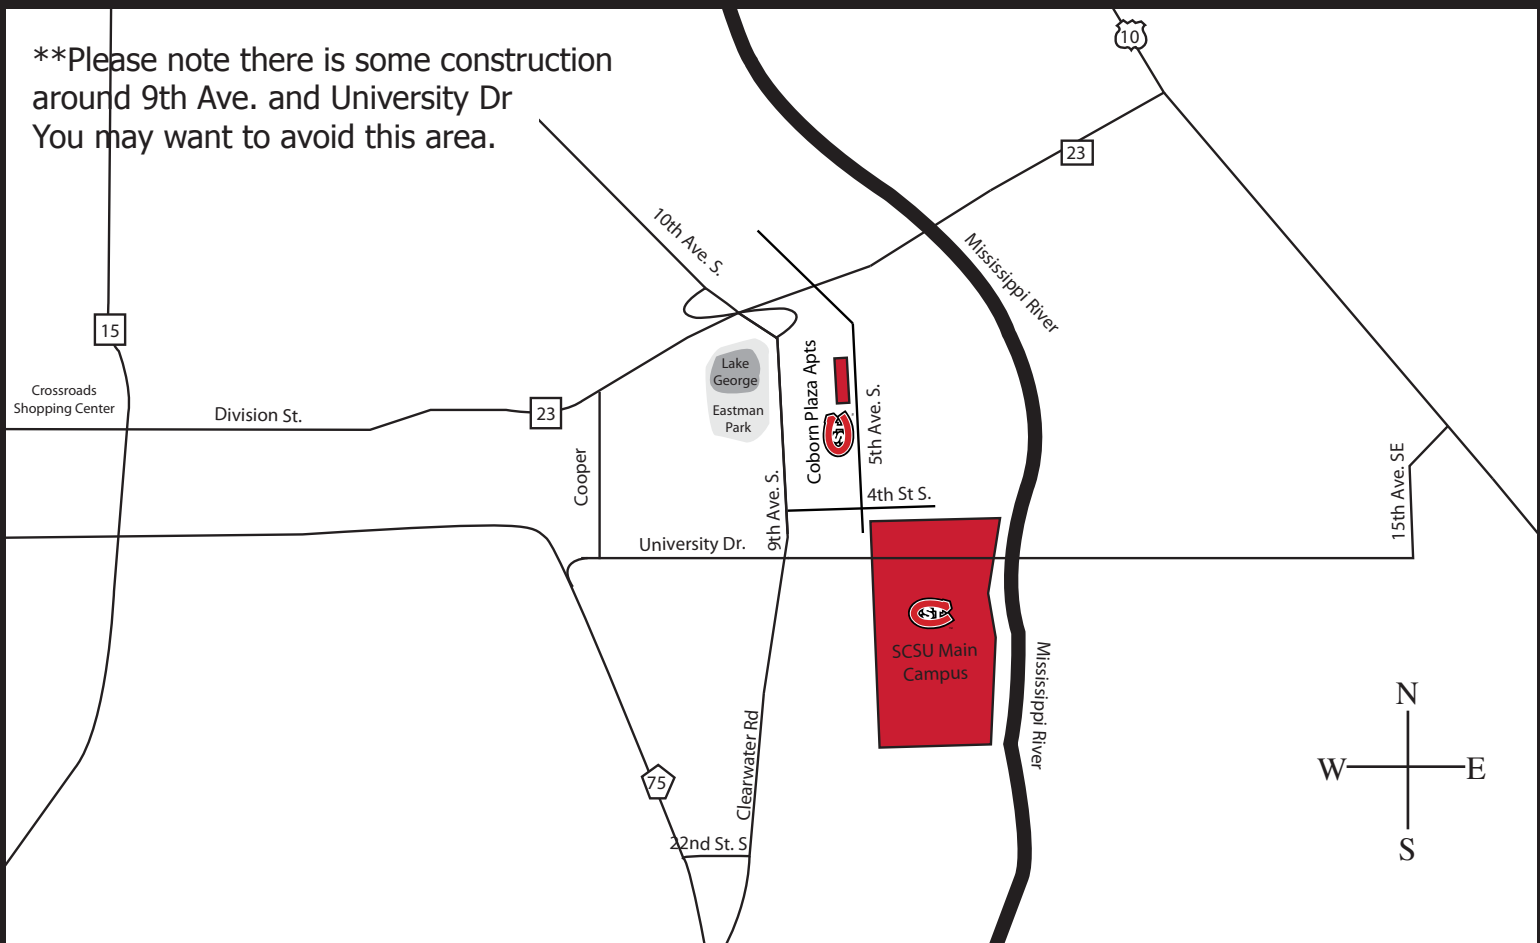 **Please note there is some construction
around 9th Ave. and University Dr
You may want to avoid this area.
10
23
10th Ave. S.
Mississippi River
15
Crossroads
Shopping Center
Division St.
23
Lake
George
Eastman
Park
Coborn Plaza Apts
5th Ave. S.
Cooper
9th Ave. S.
4th St S.
15th Ave. SE
University Dr.
SCSU Main
Campus
Mississippi River
75
Clearwater Rd
22nd St. S
N
W
E
S